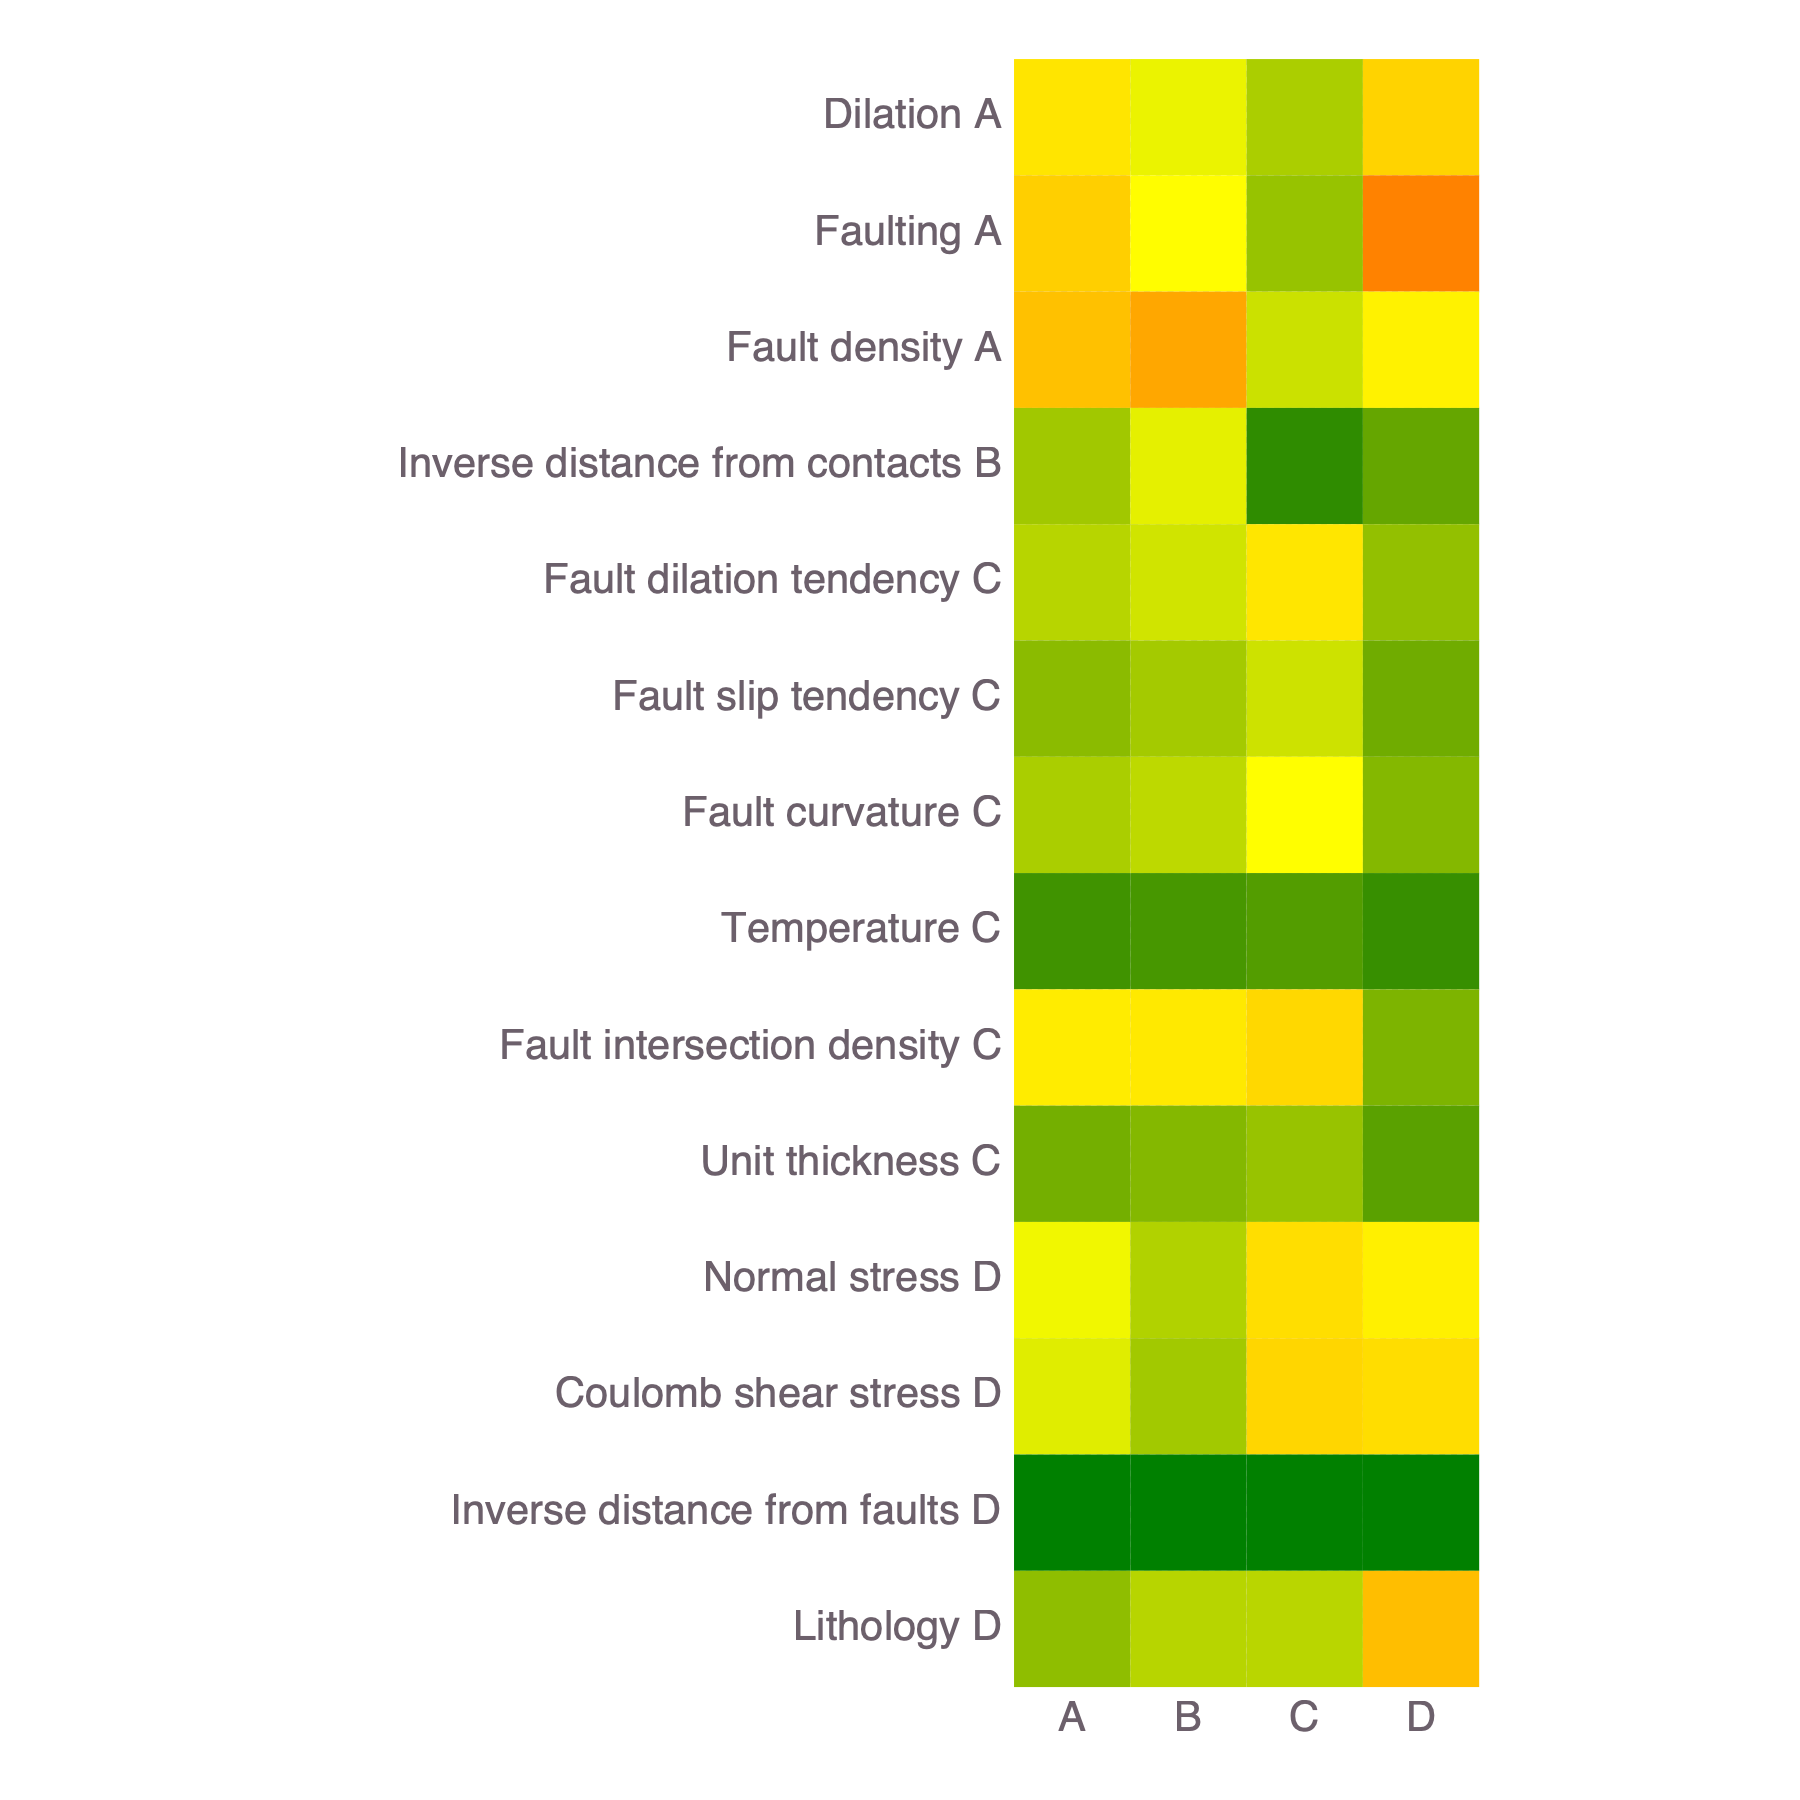 Dilation A
Faulting A
Fault density A
Inverse distance from contacts B
Fault dilation tendency C
Fault slip tendency C
Fault curvature C
Temperature C
Fault intersection density C
Unit thickness C
Normal stress D
Coulomb shear stress D
Inverse distance from faults D
Lithology D
A B C D